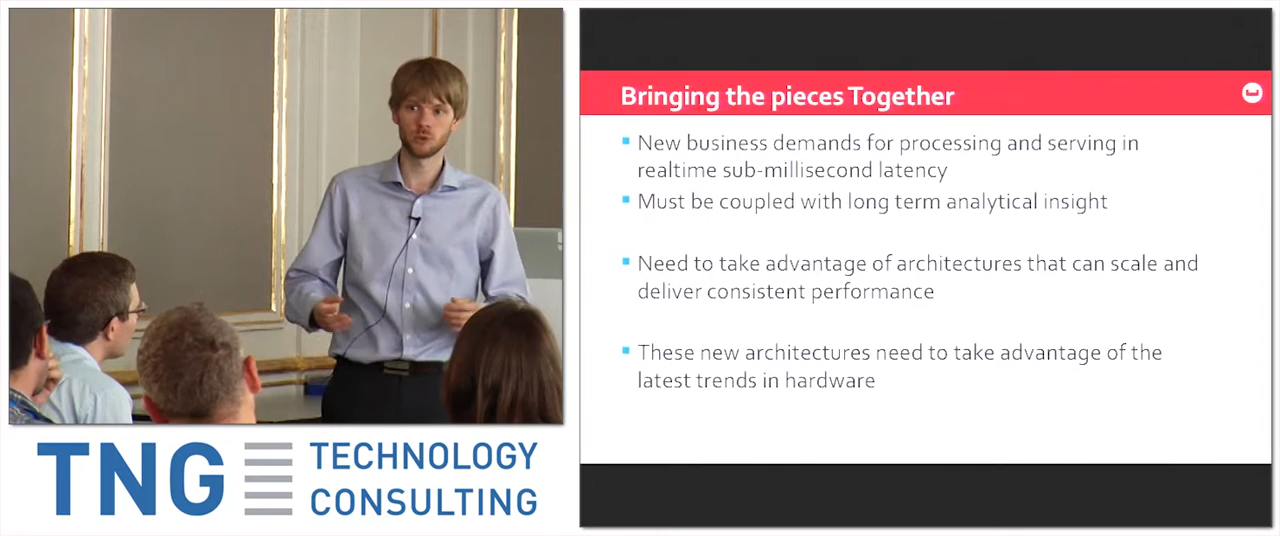 Bringing the pieces Together
New business demands for processing and serving in
realtime sub-millisecond latency
Must be coupled with long term analytical insight
Need to take advantage of architectures that can scale and
deliver consistent performance
These new architectures need to take advantage of the
latest trends in hardware
TNG TECHNOLOGY
CONSULTING